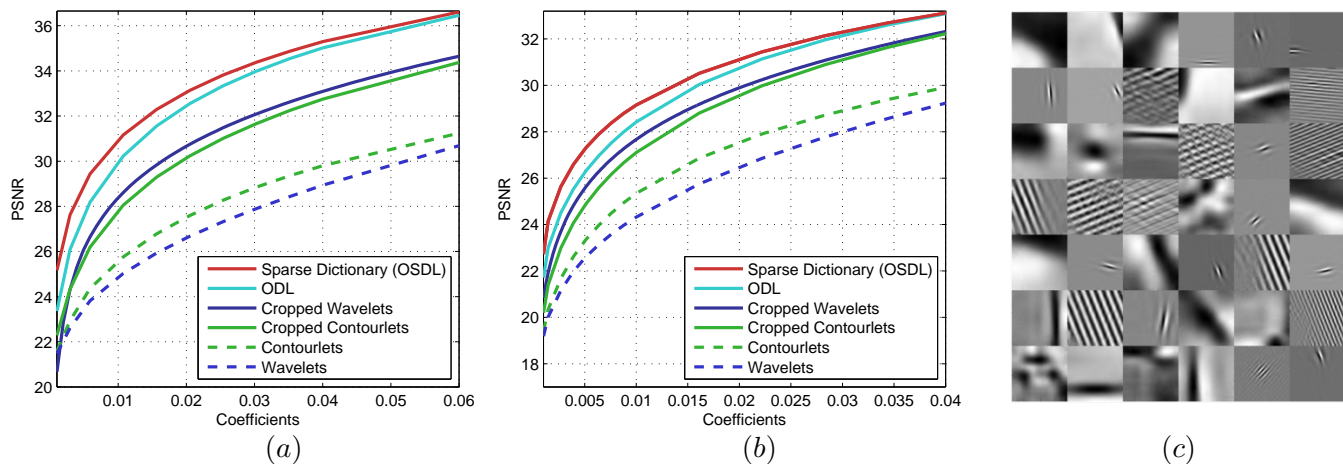 36
34
32
30
28
26
24
22
20
PSNR
0.01 0.02 0.03 0.04 0.05 0.06
Coefficients
Sparse Dictionary (OSDL)
ODL
Cropped Wavelets
Cropped Contourlets
Contourlets
Wavelets
(a)
32
30
28
26
24
22
20
18
PSNR
0.005 0.01 0.015 0.02 0.025 0.03 0.035 0.04
Coefficients
Sparse Dictionary (OSDL)
ODL
Cropped Wavelets
Cropped Contourlets
Contourlets
Wavelets
(b)
(c)